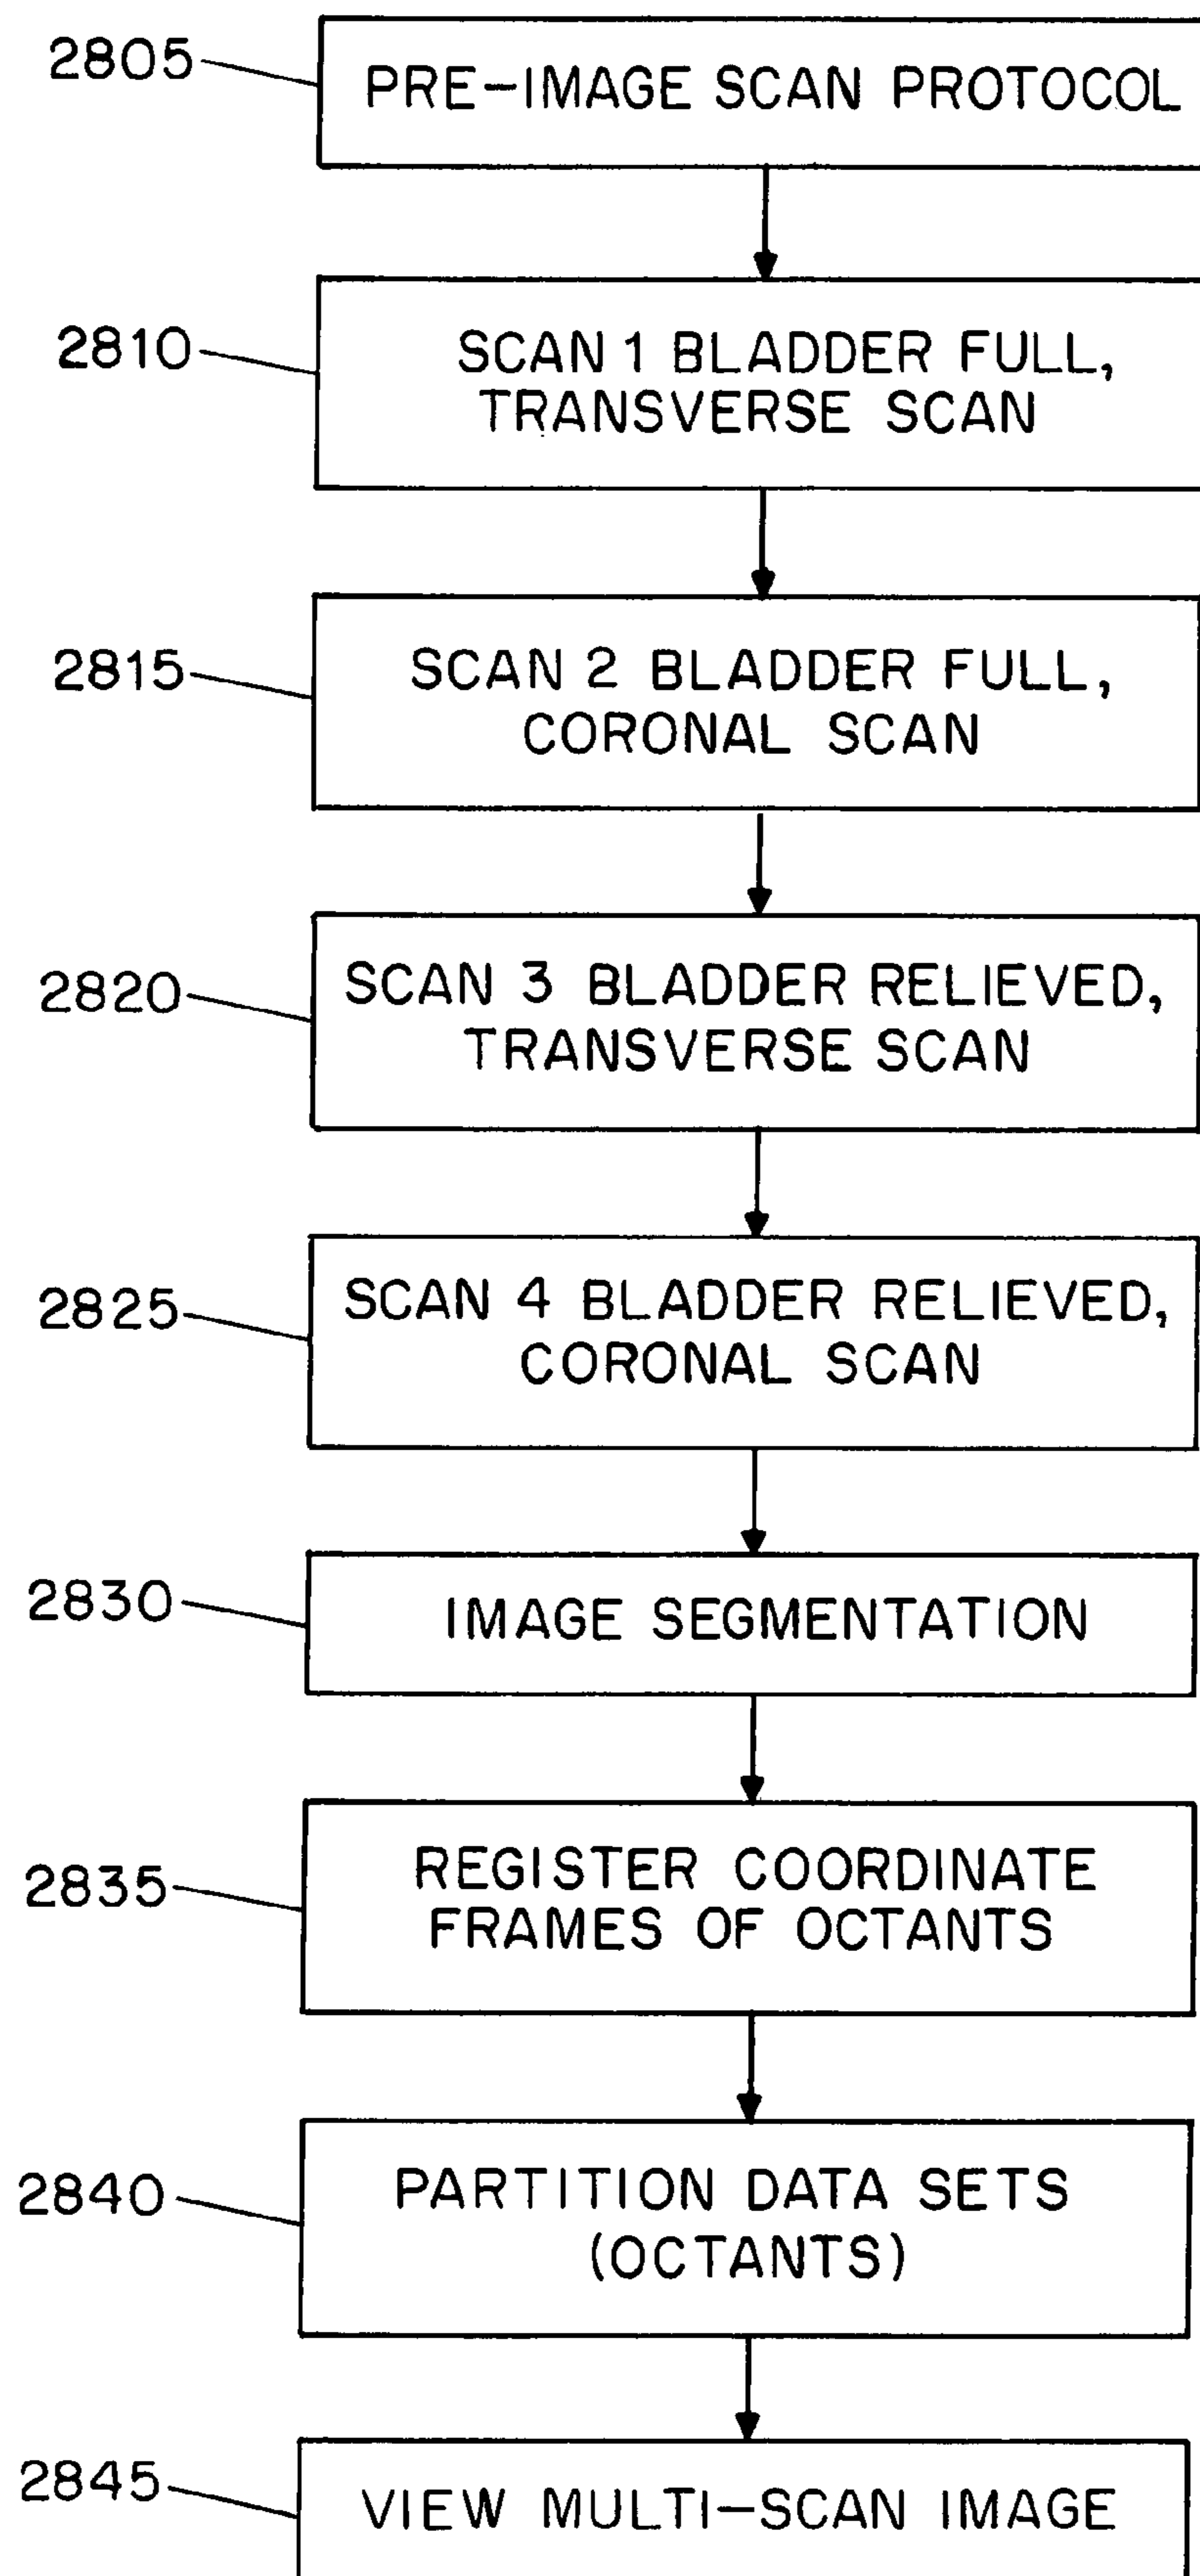 2805
PRE-IMAGE SCAN PROTOCOL
2810
SCAN 1 BLADDER FULL,
TRANSVERSE SCAN
2815
SCAN 2 BLADDER FULL,
CORONAL SCAN
2820
SCAN 3 BLADDER RELIEVED,
TRANSVERSE SCAN
2825
SCAN 4 BLADDER RELIEVED,
CORONAL SCAN
2830
IMAGE SEGMENTATION
2835
REGISTER COORDINATE
FRAMES OF OCTANTS
2840
PARTITION DATA SETS
(OCTANTS)
2845
VIEW MULTI-SCAN IMAGE